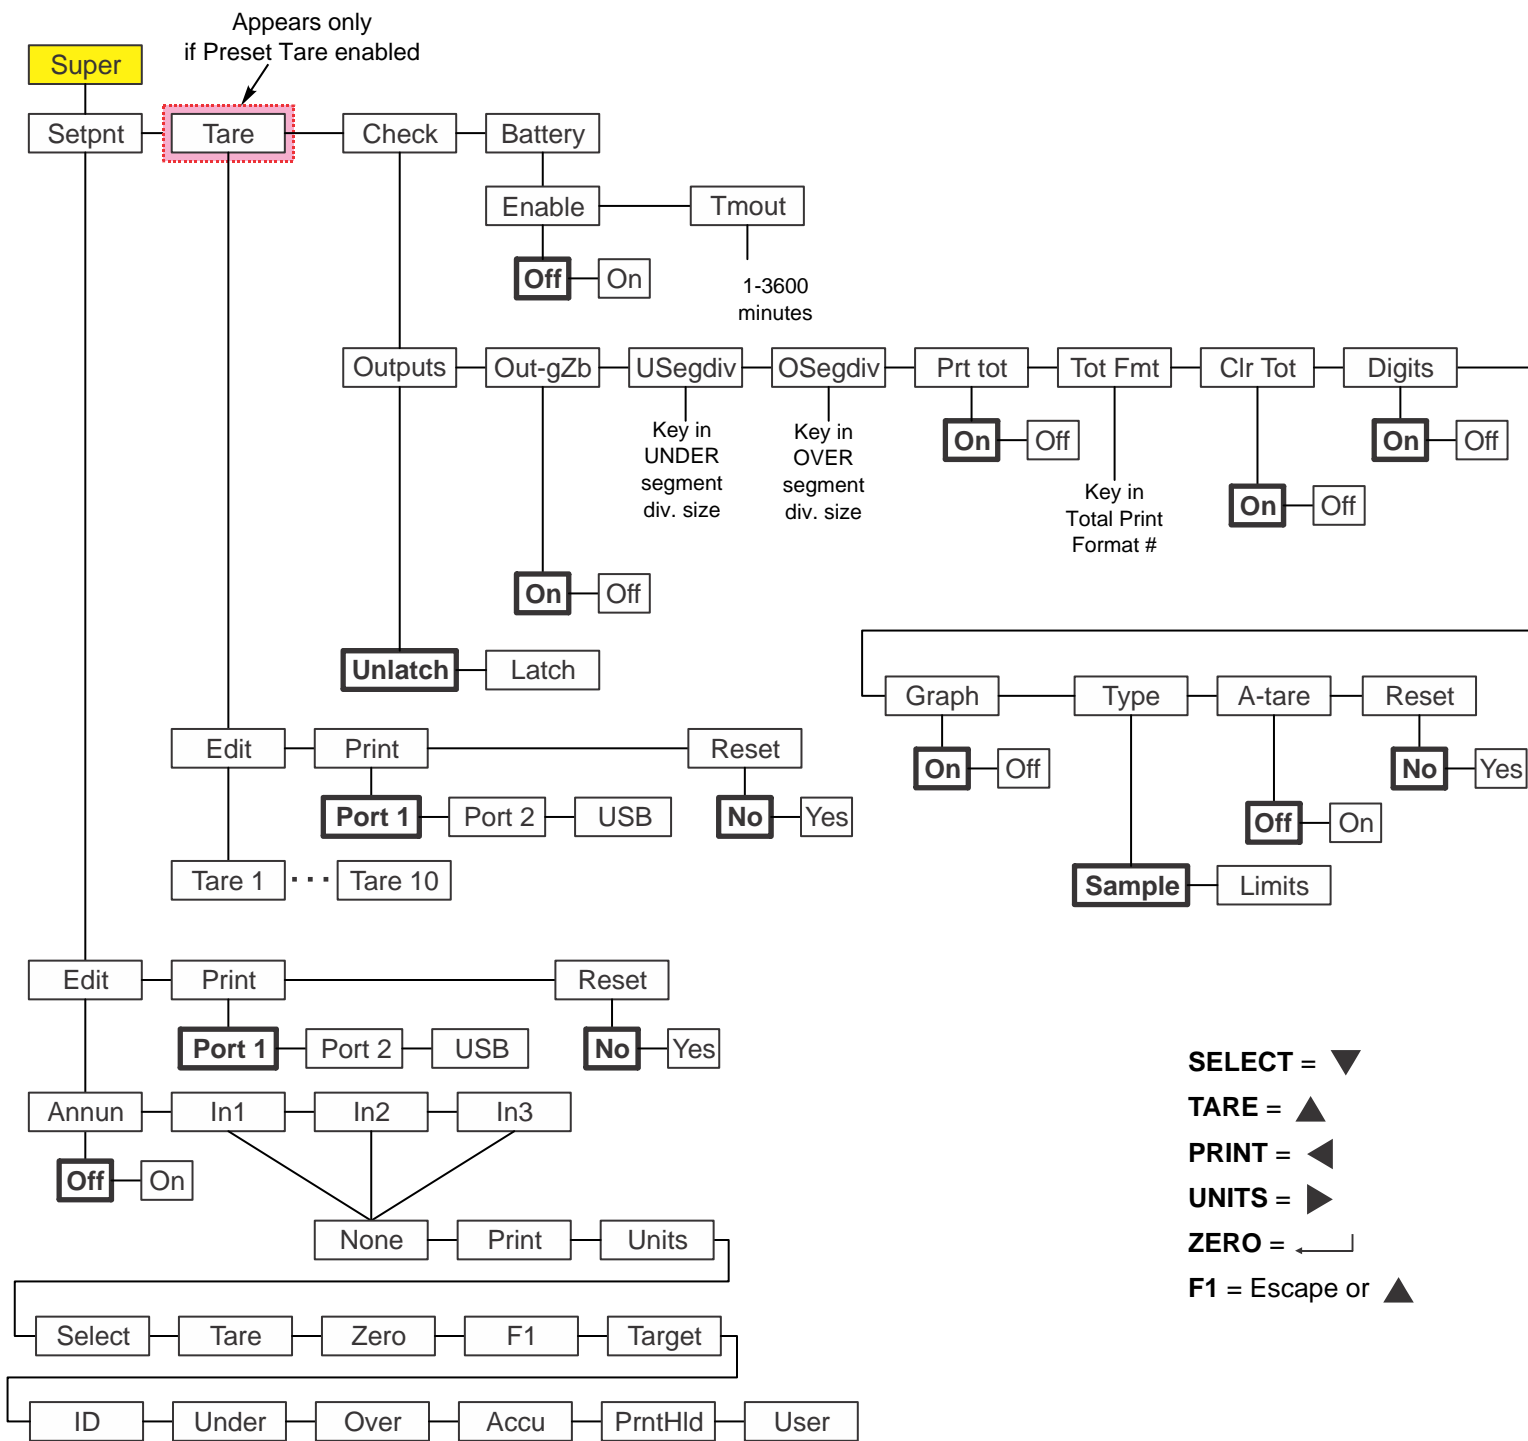 Appears only
if Preset Tare enabled
Super
Setpnt
Tare
Check
Battery
Enable
Tmout
Off
On
1-3600
minutes
Outputs
Out-gZb
USegdiv
OSegdiv
Prt tot
Tot Fmt
Clr Tot
Digits
Key in
UNDER
segment
div. size
Key in
OVER
segment
div. size
On
Off
Key in
Total Print
Format #
On
Off
On
Off
On
Off
Unlatch
Latch
Graph
Type
A-tare
Reset
On
Off
No
Yes
Off
On
Sample
Limits
Edit
Print
Reset
Port 1
Port 2
USB
No
Yes
Tare 1
...
Tare 10
Edit
Print
Reset
Port 1
Port 2
USB
No
Yes
Annun
In1
In2
In3
Off
On
None
Print
Units
Select
Tare
Zero
F1
Target
ID
Under
Over
Accu
PrntHld
User
SELECT = ▼
TARE = ▲
PRINT = ◀
UNITS = ▶
ZERO = ↵
F1 = Escape or ▲